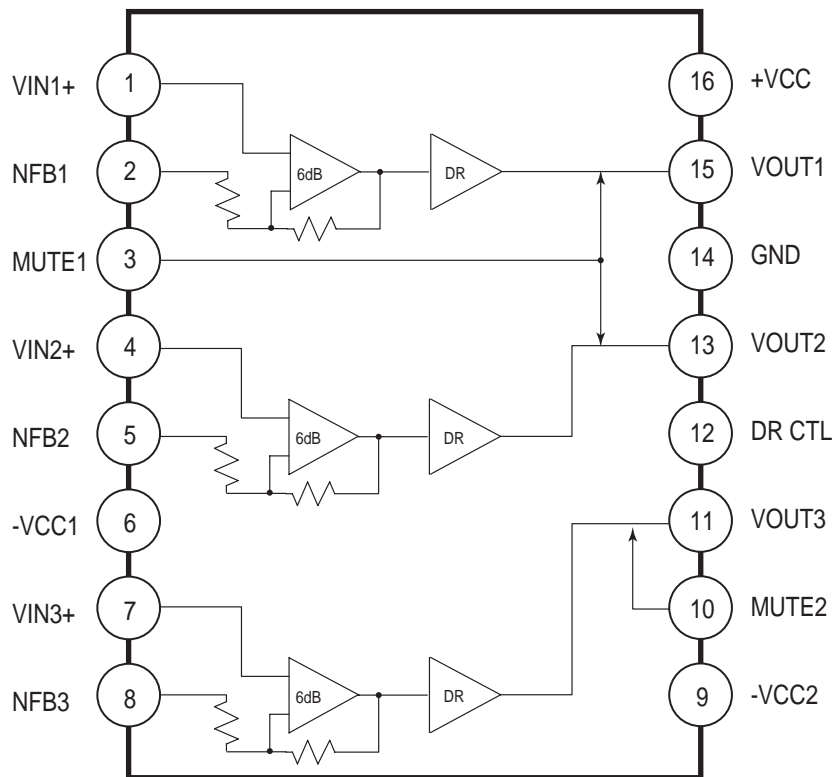 VIN1+
1
16
+VCC
NFB1
2
6dB
DR
15
VOUT1
MUTE1
3
14
GND
VIN2+
4
13
VOUT2
NFB2
5
6dB
DR
12
DR CTL
-VCC1
6
11
VOUT3
VIN3+
7
10
MUTE2
NFB3
8
6dB
DR
9
-VCC2